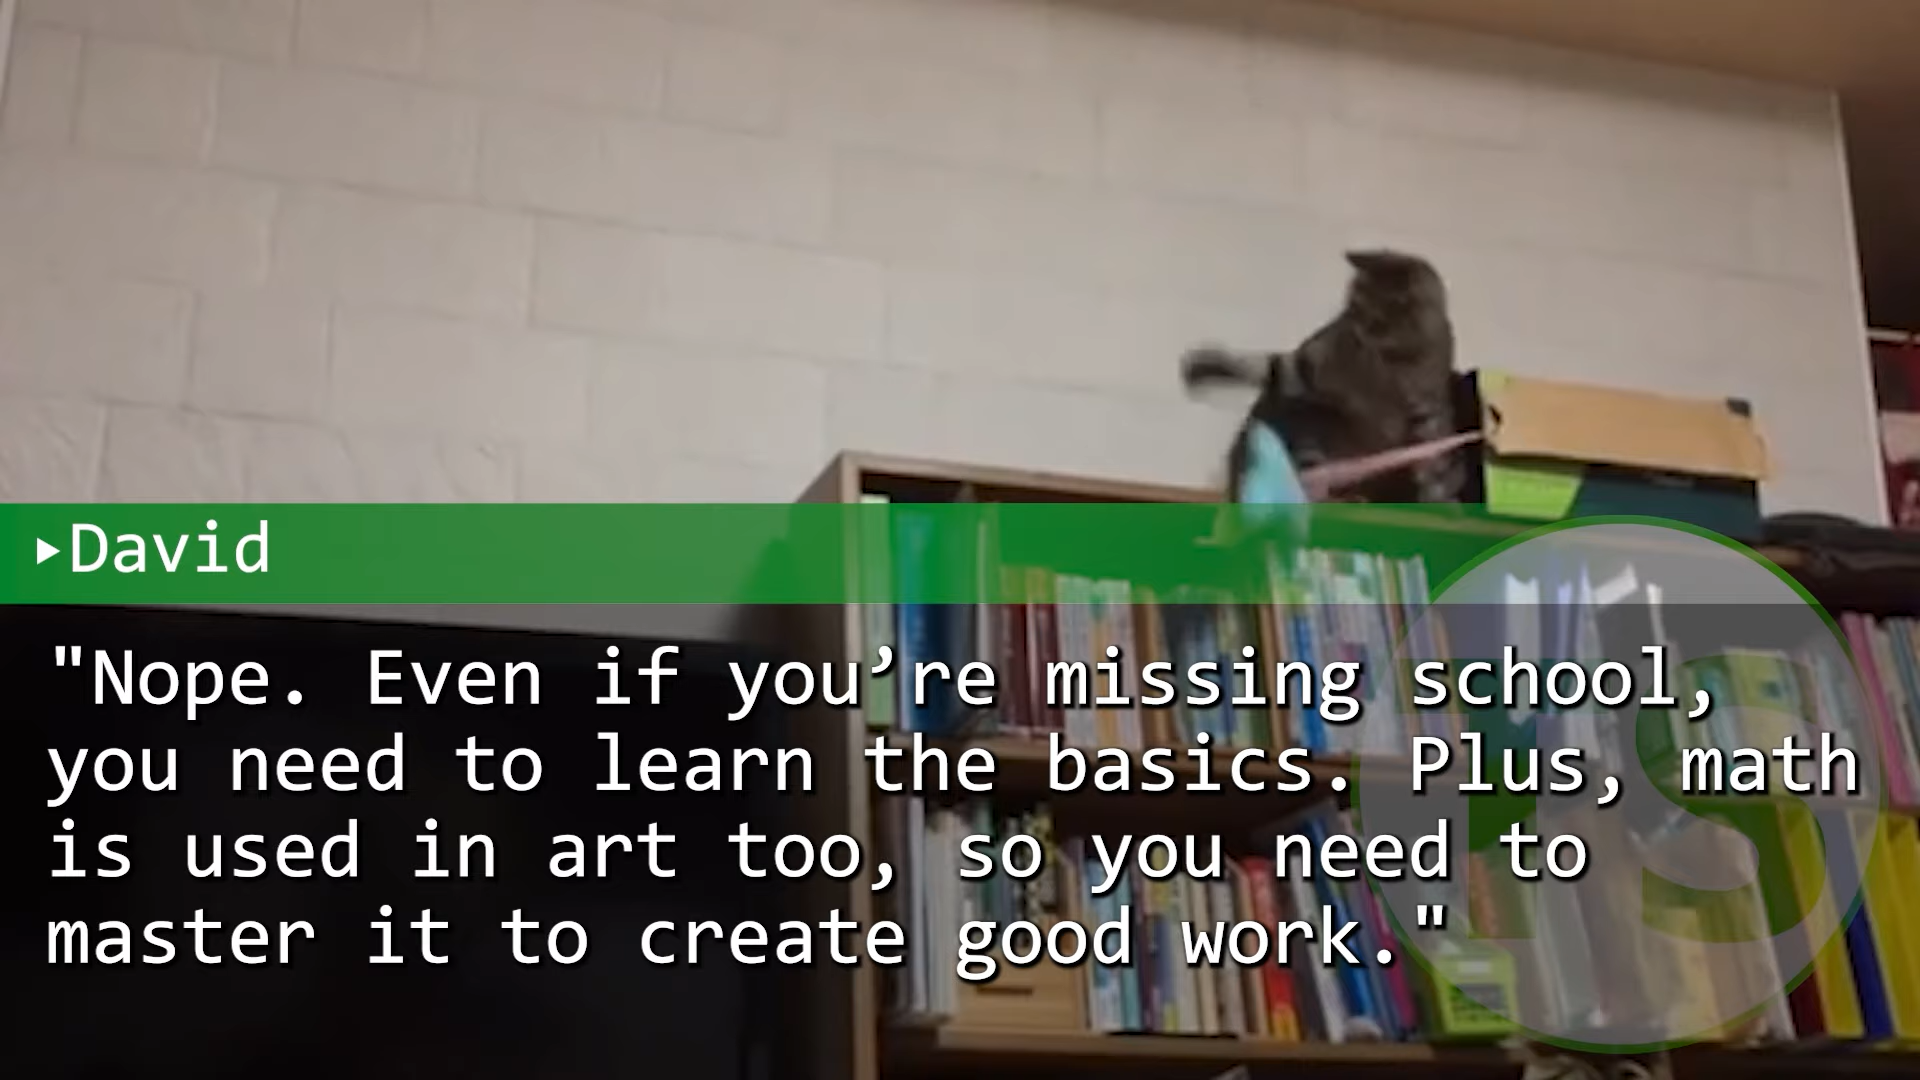 ▸David
"Nope. Even if you’re missing school,
you need to learn the basics. Plus, math
is used in art too, so you need to
master it to create good work."
TS